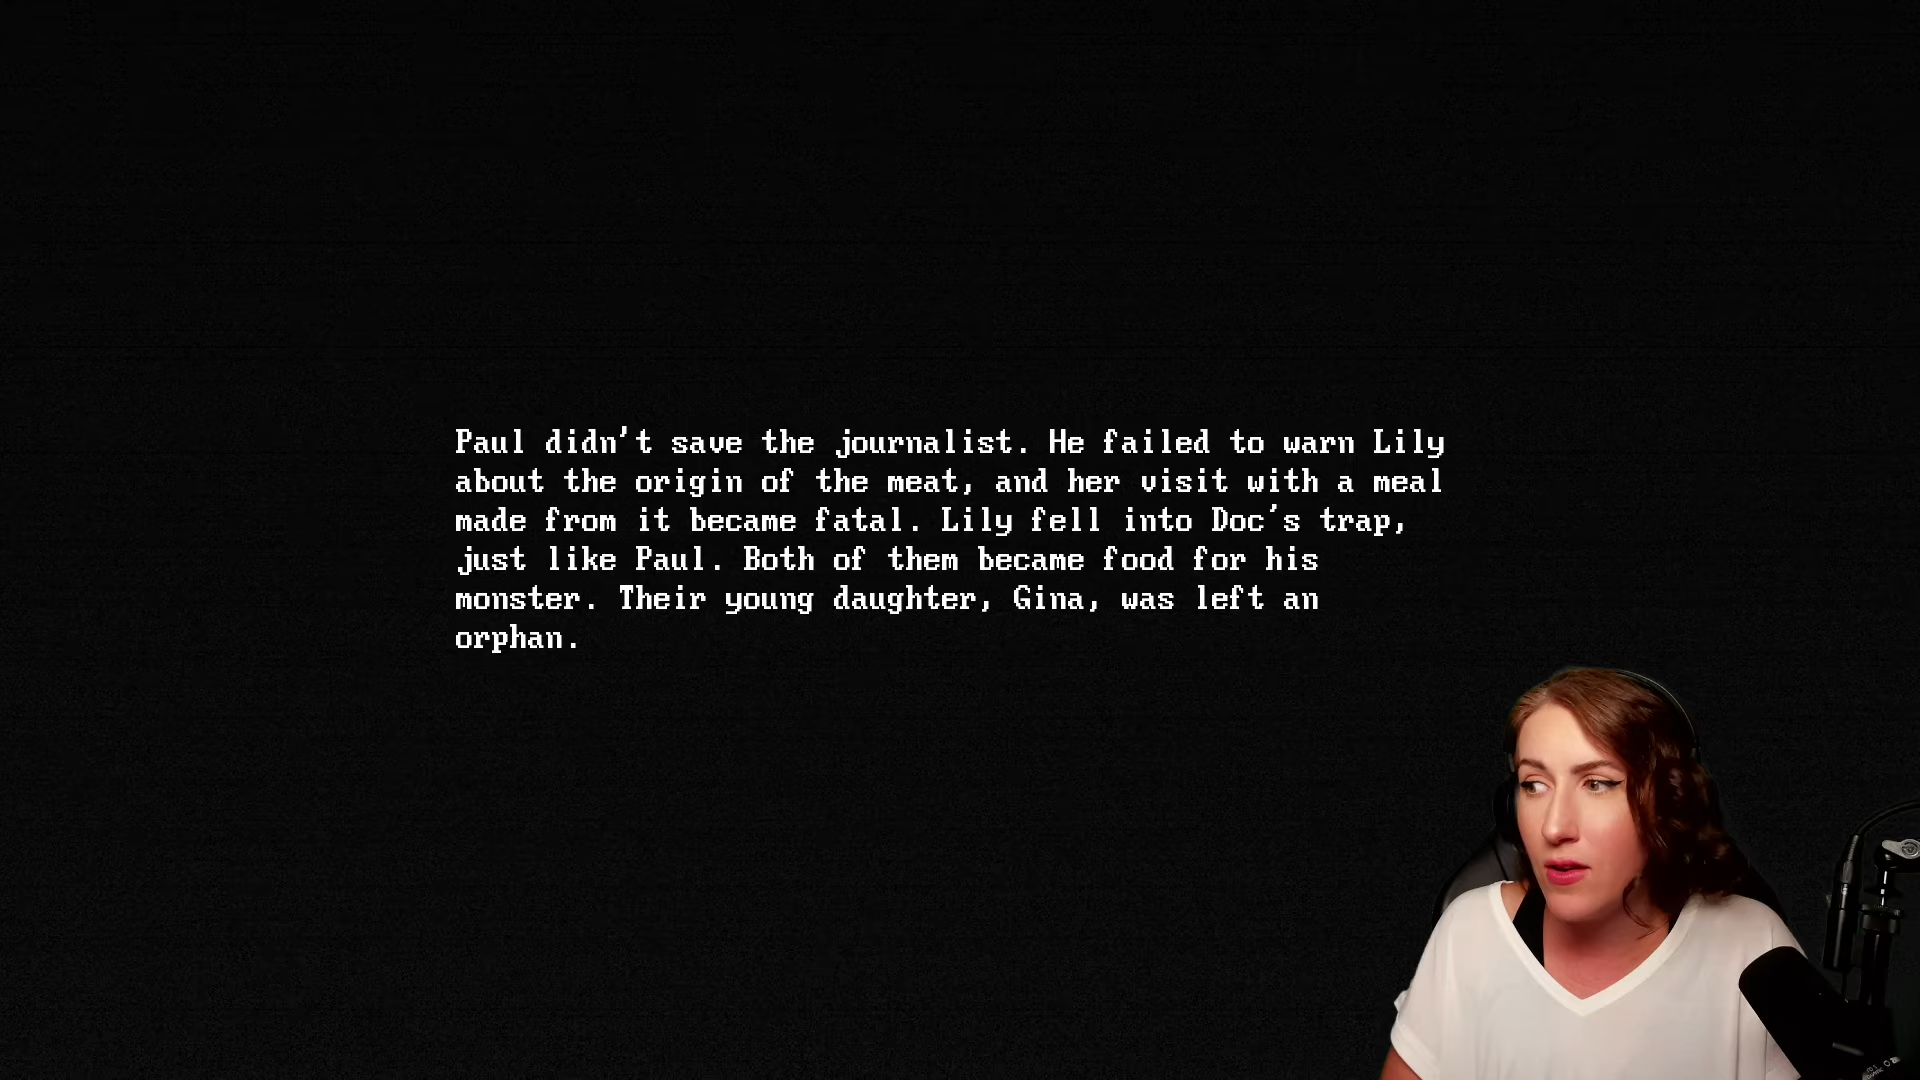 Paul didn't save the journalist. He failed to warn Lily
about the origin of the meat, and her visit with a meal
made from it became fatal. Lily fell into Doc's trap,
just like Paul. Both of them became food for his
monster. Their young daughter, Gina, was left an
orphan.